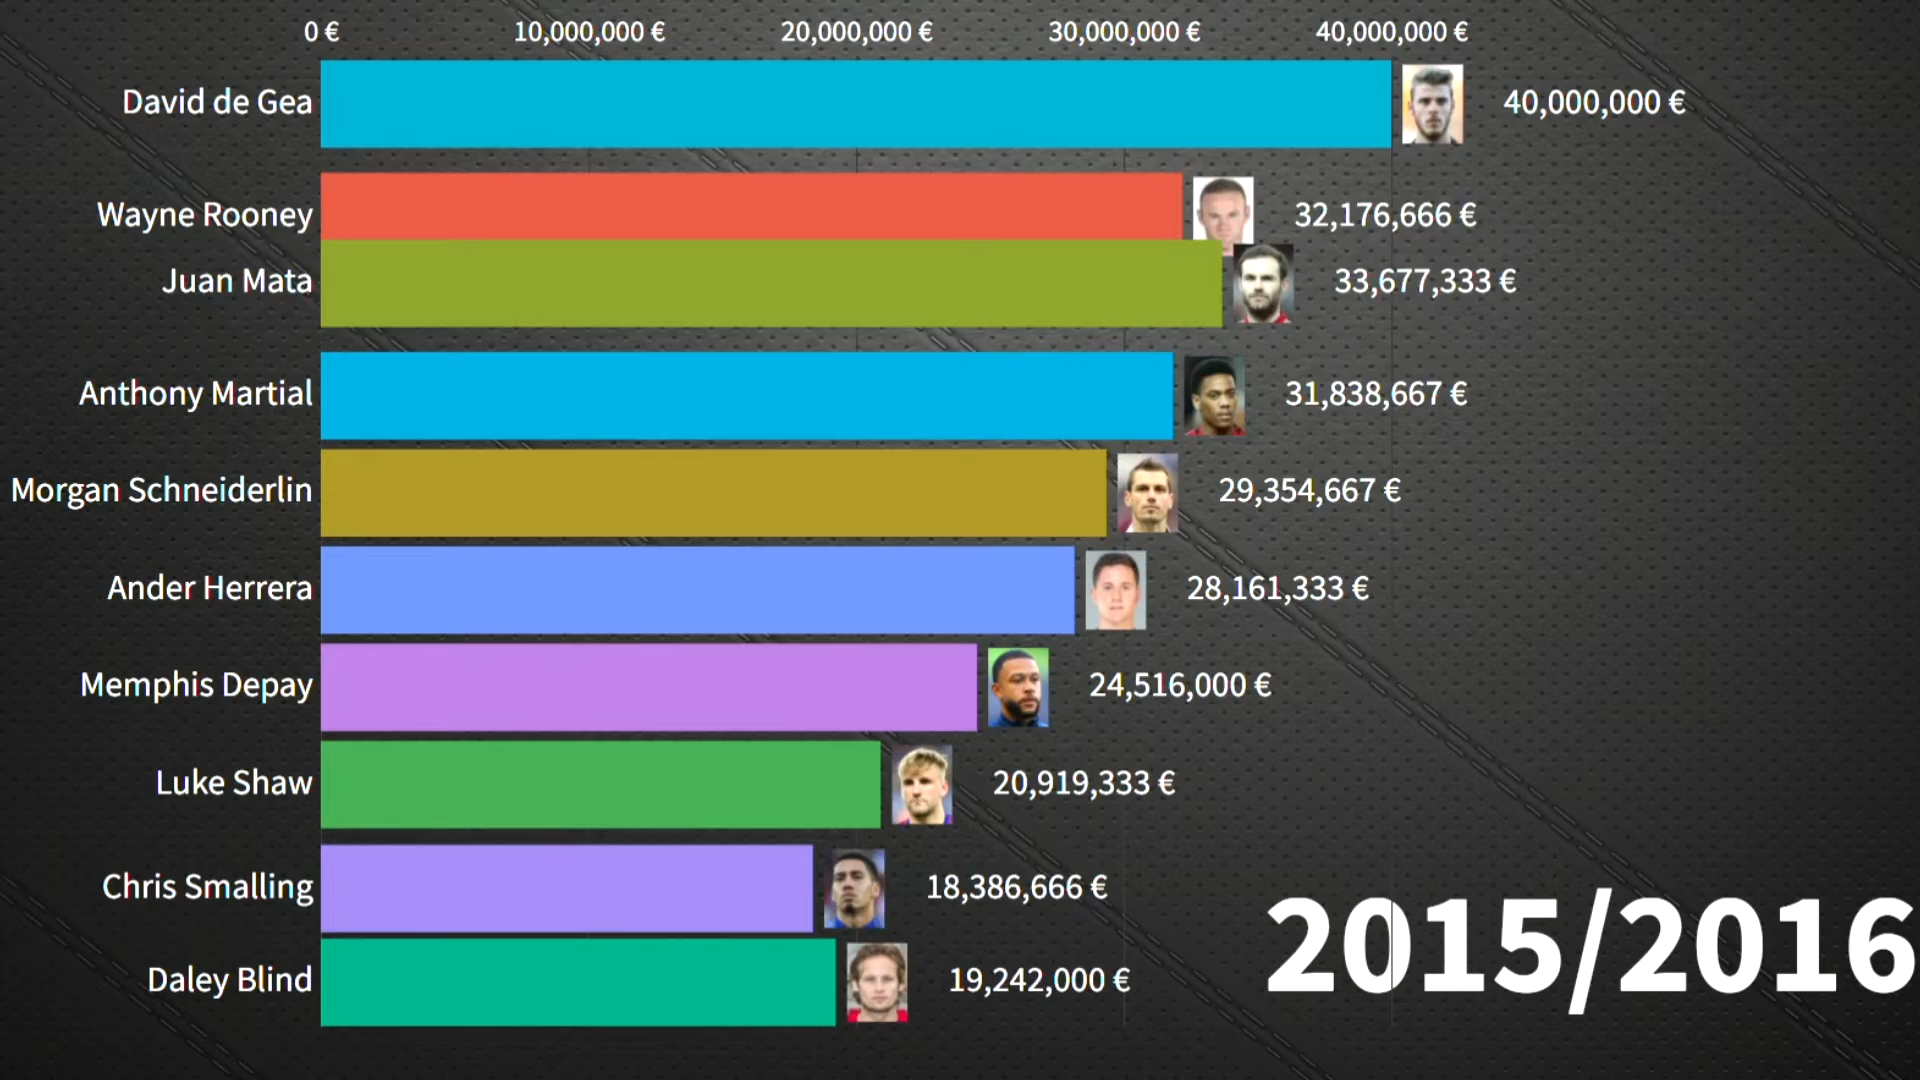 0 € 10,000,000 € 20,000,000 € 30,000,000 € 40,000,000 €
David de Gea 40,000,000 €
Wayne Rooney 32,176,666 €
Juan Mata 33,677,333 €
Anthony Martial 31,838,667 €
Morgan Schneiderlin 29,354,667 €
Ander Herrera 28,161,333 €
Memphis Depay 24,516,000 €
Luke Shaw 20,919,333 €
Chris Smalling 18,386,666 €
Daley Blind 19,242,000 €
2015/2016